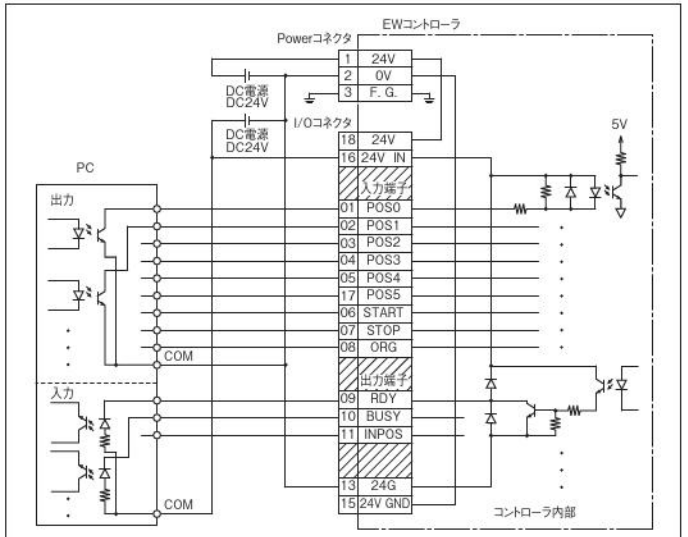 EWコントローラ
Powerコネクタ
1 24V
2 0V
3 F. G.
DC電源
DC24V
I/Oコネクタ
DC電源
DC24V
18 24V
16 24V IN
5V
PC
出力
入力端子
01 POS0
02 POS1
03 POS2
04 POS3
05 POS4
17 POS5
06 START
07 STOP
08 ORG
COM
入力
出力端子
09 RDY
10 BUSY
11 INPOS
13 24G
15 24V GND
COM
コントローラ内部